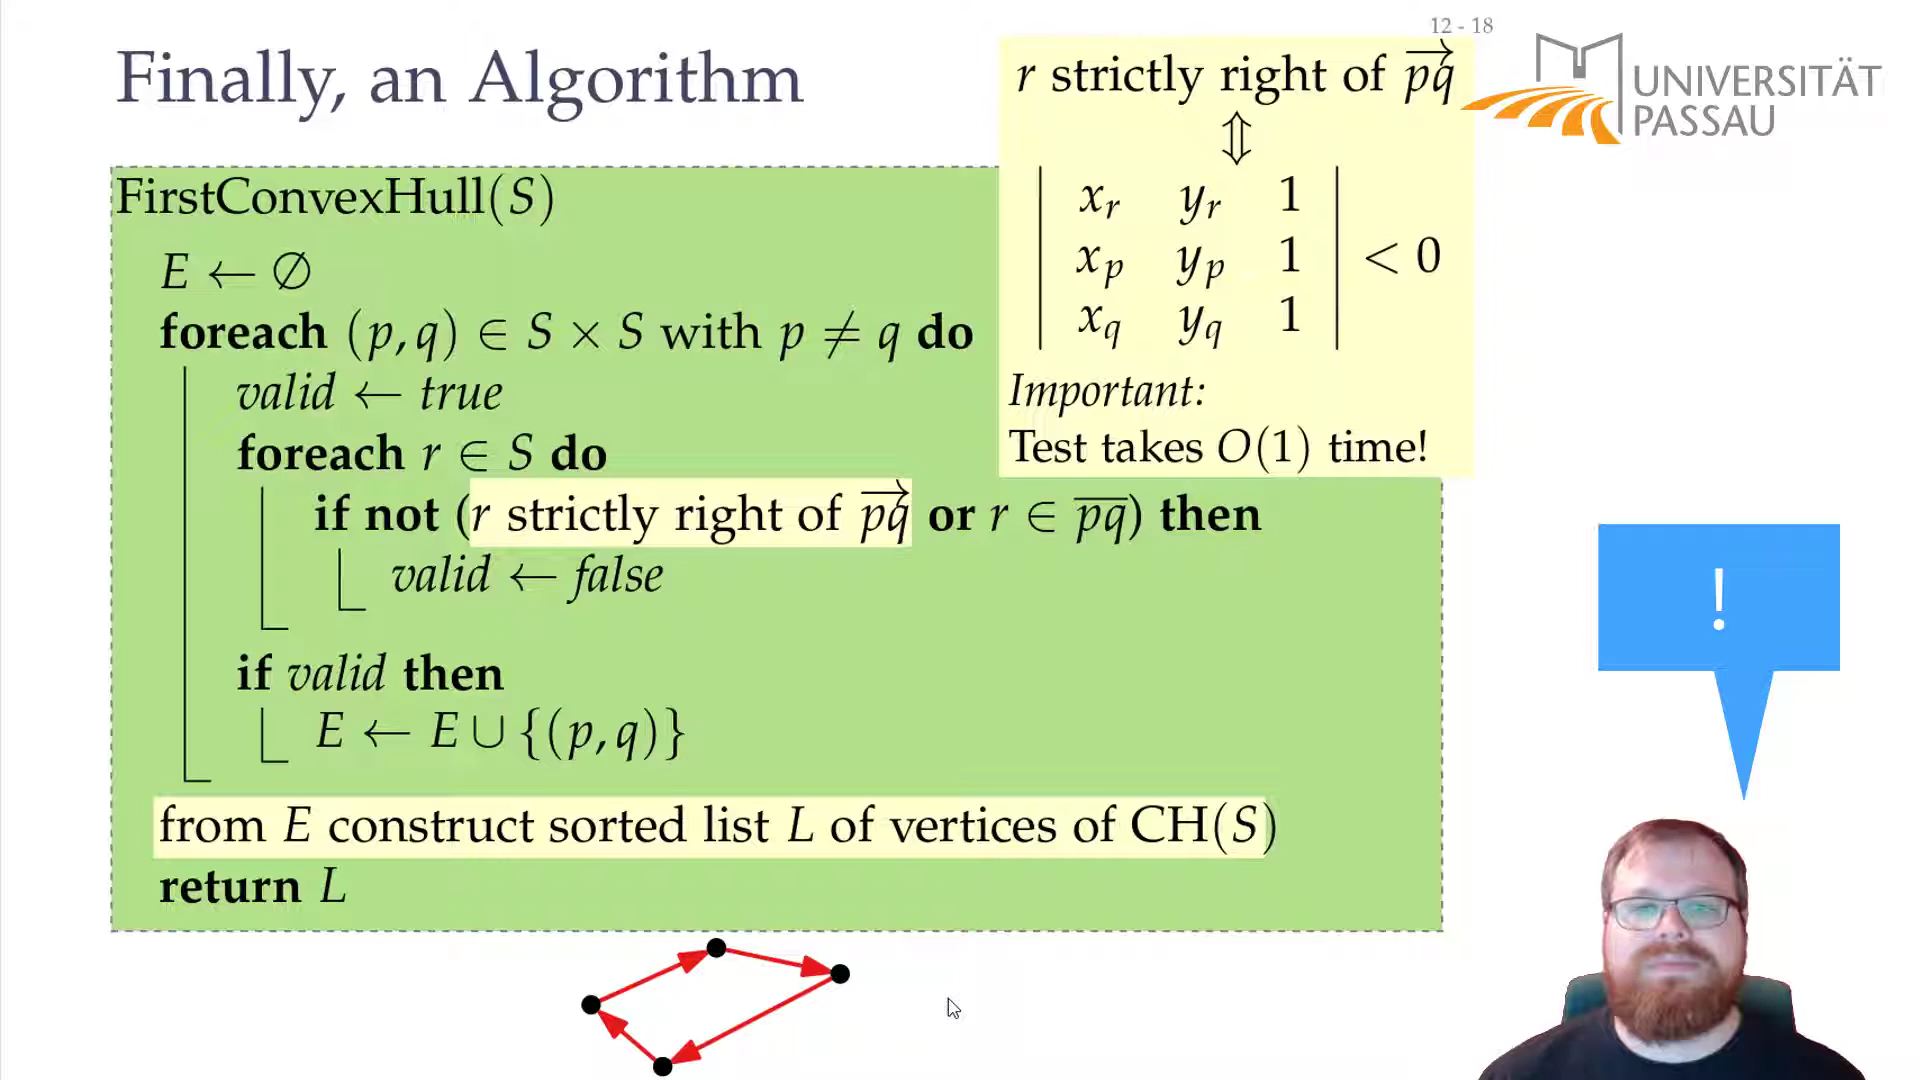 12 - 18
Finally, an Algorithm
r strictly right of \overrightarrow{pq}
⇕
| x_r y_r 1 |
| x_p y_p 1 | < 0
| x_q y_q 1 |
Important:
Test takes O(1) time!
UNIVERSITÄT
PASSAU
FirstConvexHull(S)
E ← ∅
foreach (p, q) ∈ S × S with p ≠ q do
valid ← true
foreach r ∈ S do
if not (r strictly right of \overrightarrow{pq} or r ∈ \overline{pq}) then
valid ← false
if valid then
E ← E ∪ {(p, q)}
from E construct sorted list L of vertices of CH(S)
return L
!